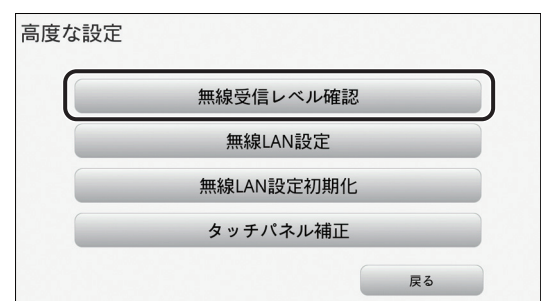 高度な設定
無線受信レベル確認
無線LAN設定
無線LAN設定初期化
タッチパネル補正
戻る